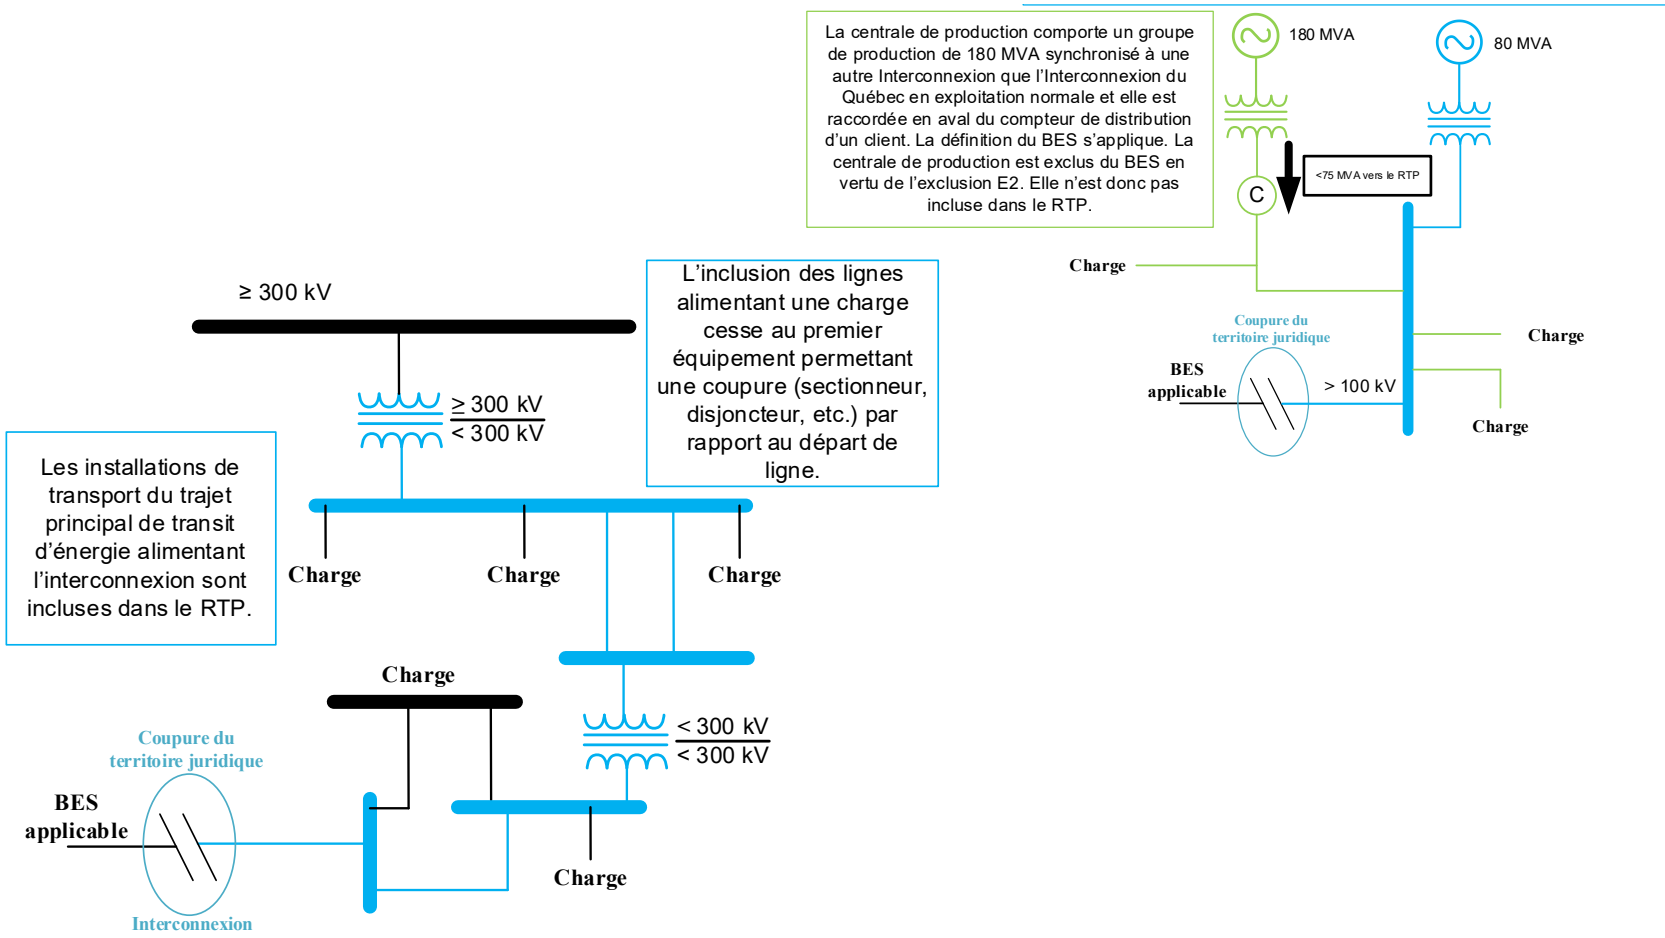 La centrale de production comporte un groupe
de production de 180 MVA synchronisé à une
autre Interconnexion que l'Interconnexion du
Québec en exploitation normale et elle est
raccordée en aval du compteur de distribution
d'un client. La définition du BES s'applique. La
centrale de production est exclus du BES en
vertu de l'exclusion E2. Elle n'est donc pas
incluse dans le RTP.
180 MVA
80 MVA
<75 MVA vers le RTP
C
Charge
Coupure du
territoire juridique
BES
applicable
> 100 kV
Charge
Charge
≥ 300 kV
L'inclusion des lignes
alimentant une charge
cesse au premier
équipement permettant
une coupure (sectionneur,
disjoncteur, etc.) par
rapport au départ de
ligne.
≥ 300 kV
< 300 kV
Les installations de
transport du trajet
principal de transit
d'énergie alimentant
l'interconnexion sont
incluses dans le RTP.
Charge
Charge
Charge
Charge
< 300 kV
< 300 kV
Coupure du
territoire juridique
BES
applicable
Charge
Interconnexion